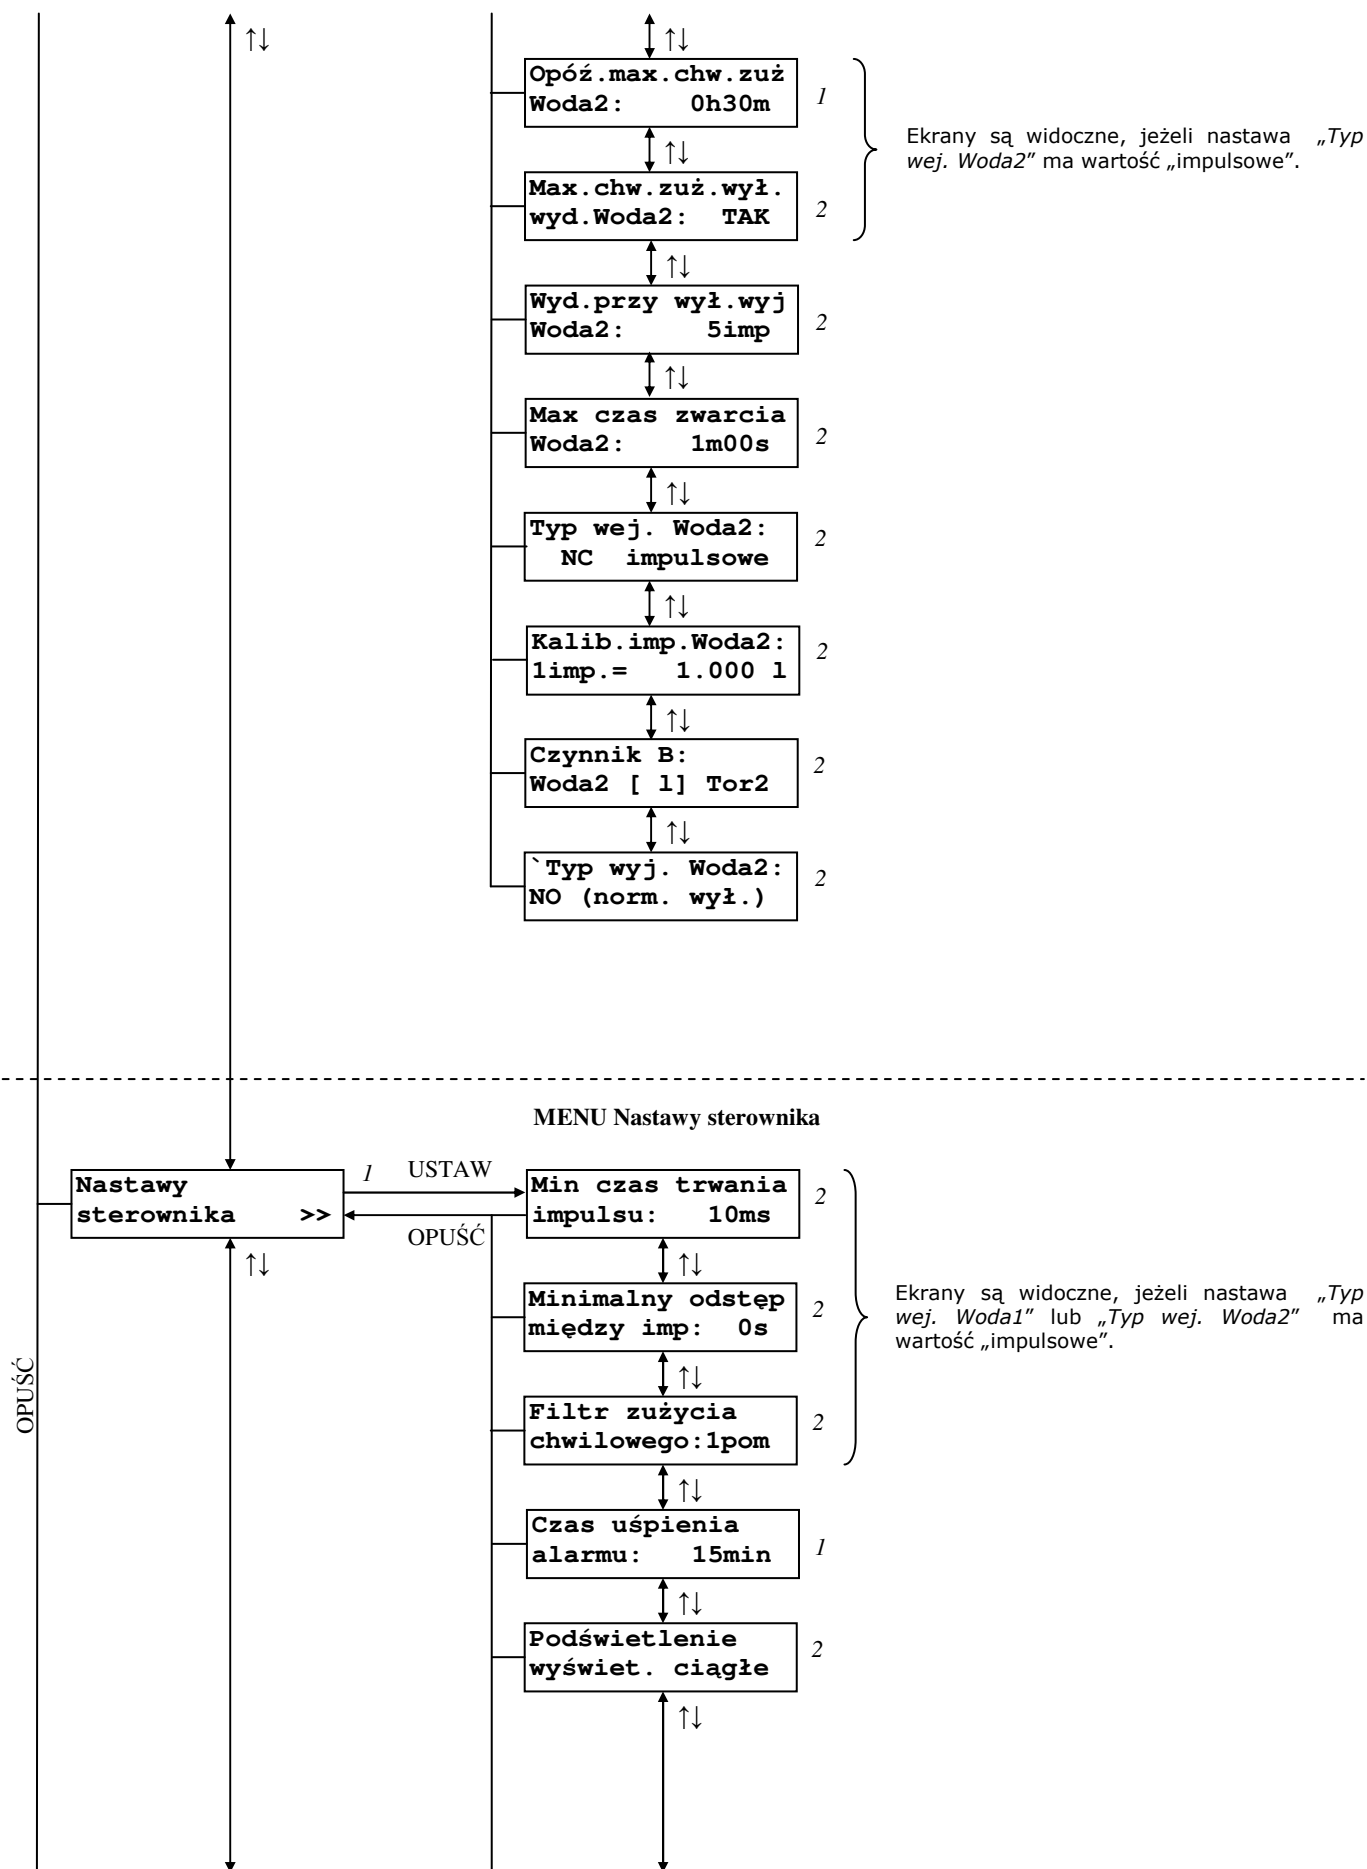 ↑↓
↑↓
Opóź.max.chw.zuż
Woda2: 0h30m
1
Ekrany są widoczne, jeżeli nastawa „Typ
wej. Woda2” ma wartość „impulsowe”.
↑↓
Max.chw.zuż.wył.
wyd.Woda2: TAK
2
↑↓
Wyd.przy wył.wyj
Woda2: 5imp
2
↑↓
Max czas zwarcia
Woda2: 1m00s
2
↑↓
Typ wej. Woda2:
NC impulsowe
2
↑↓
Kalib.imp.Woda2:
1imp.= 1.000 l
2
↑↓
Czynnik B:
Woda2 [ l] Tor2
2
↑↓
`Typ wyj. Woda2:
NO (norm. wył.)
2
MENU Nastawy sterownika
Nastawy
sterownika >>
1 USTAW
OPUŚĆ
↑↓
Min czas trwania
impulsu: 10ms
2
↑↓
Minimalny odstęp
między imp: 0s
2
Ekrany są widoczne, jeżeli nastawa „Typ
wej. Woda1” lub „Typ wej. Woda2” ma
wartość „impulsowe”.
↑↓
Filtr zużycia
chwilowego:1pom
2
OPUŚĆ
↑↓
Czas uśpienia
alarmu: 15min
1
↑↓
Podświetlenie
wyświet. ciągłe
2
↑↓